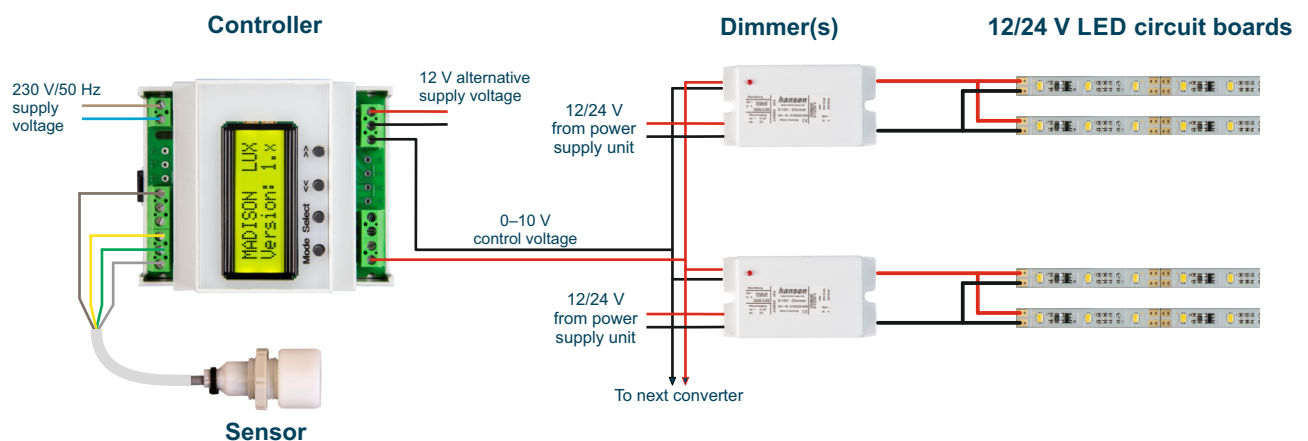 Controller
Dimmer(s)
12/24 V LED circuit boards
230 V/50 Hz
supply
voltage
12 V alternative
supply voltage
MADISON LUX
Version: 1.x
Mode Select << >>
12/24 V
from power
supply unit
hansen
0–10 V
control voltage
12/24 V
from power
supply unit
hansen
To next converter
Sensor